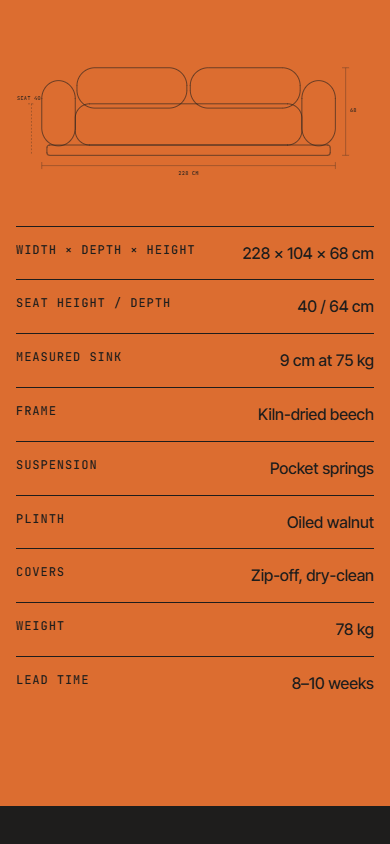 SEAT 40
68
228 CM
WIDTH × DEPTH × HEIGHT 228 × 104 × 68 cm
SEAT HEIGHT / DEPTH 40 / 64 cm
MEASURED SINK 9 cm at 75 kg
FRAME Kiln-dried beech
SUSPENSION Pocket springs
PLINTH Oiled walnut
COVERS Zip-off, dry-clean
WEIGHT 78 kg
LEAD TIME 8–10 weeks